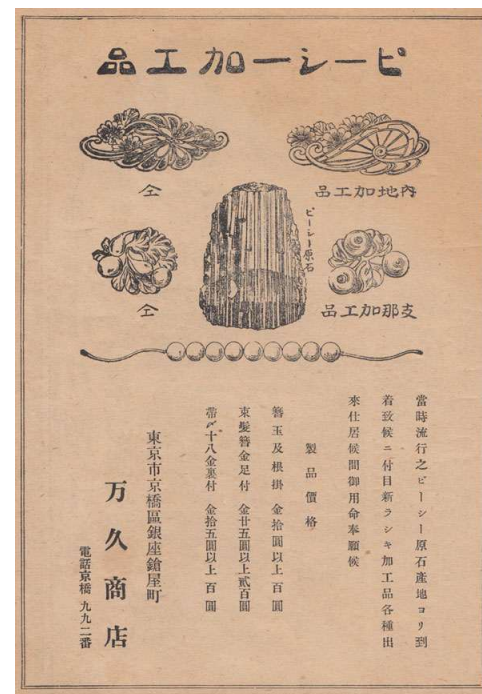 ピーシー加工品
内地加工品
仝
ピーシー原石
支那加工品
仝
當時流行之ピーシー原石産地ヨリ到
着致候ニ付目新ラシキ加工品各種出
來仕居候間御用命奉願候
製品價格
簪玉及根掛 金拾圓以上百圓
束髮簪金足付 金廿五圓以上貳百圓
帶〆十八金裏付 金拾五圓以上百圓
東京市京橋區銀座鎗屋町
万久商店
電話京橋九九二番